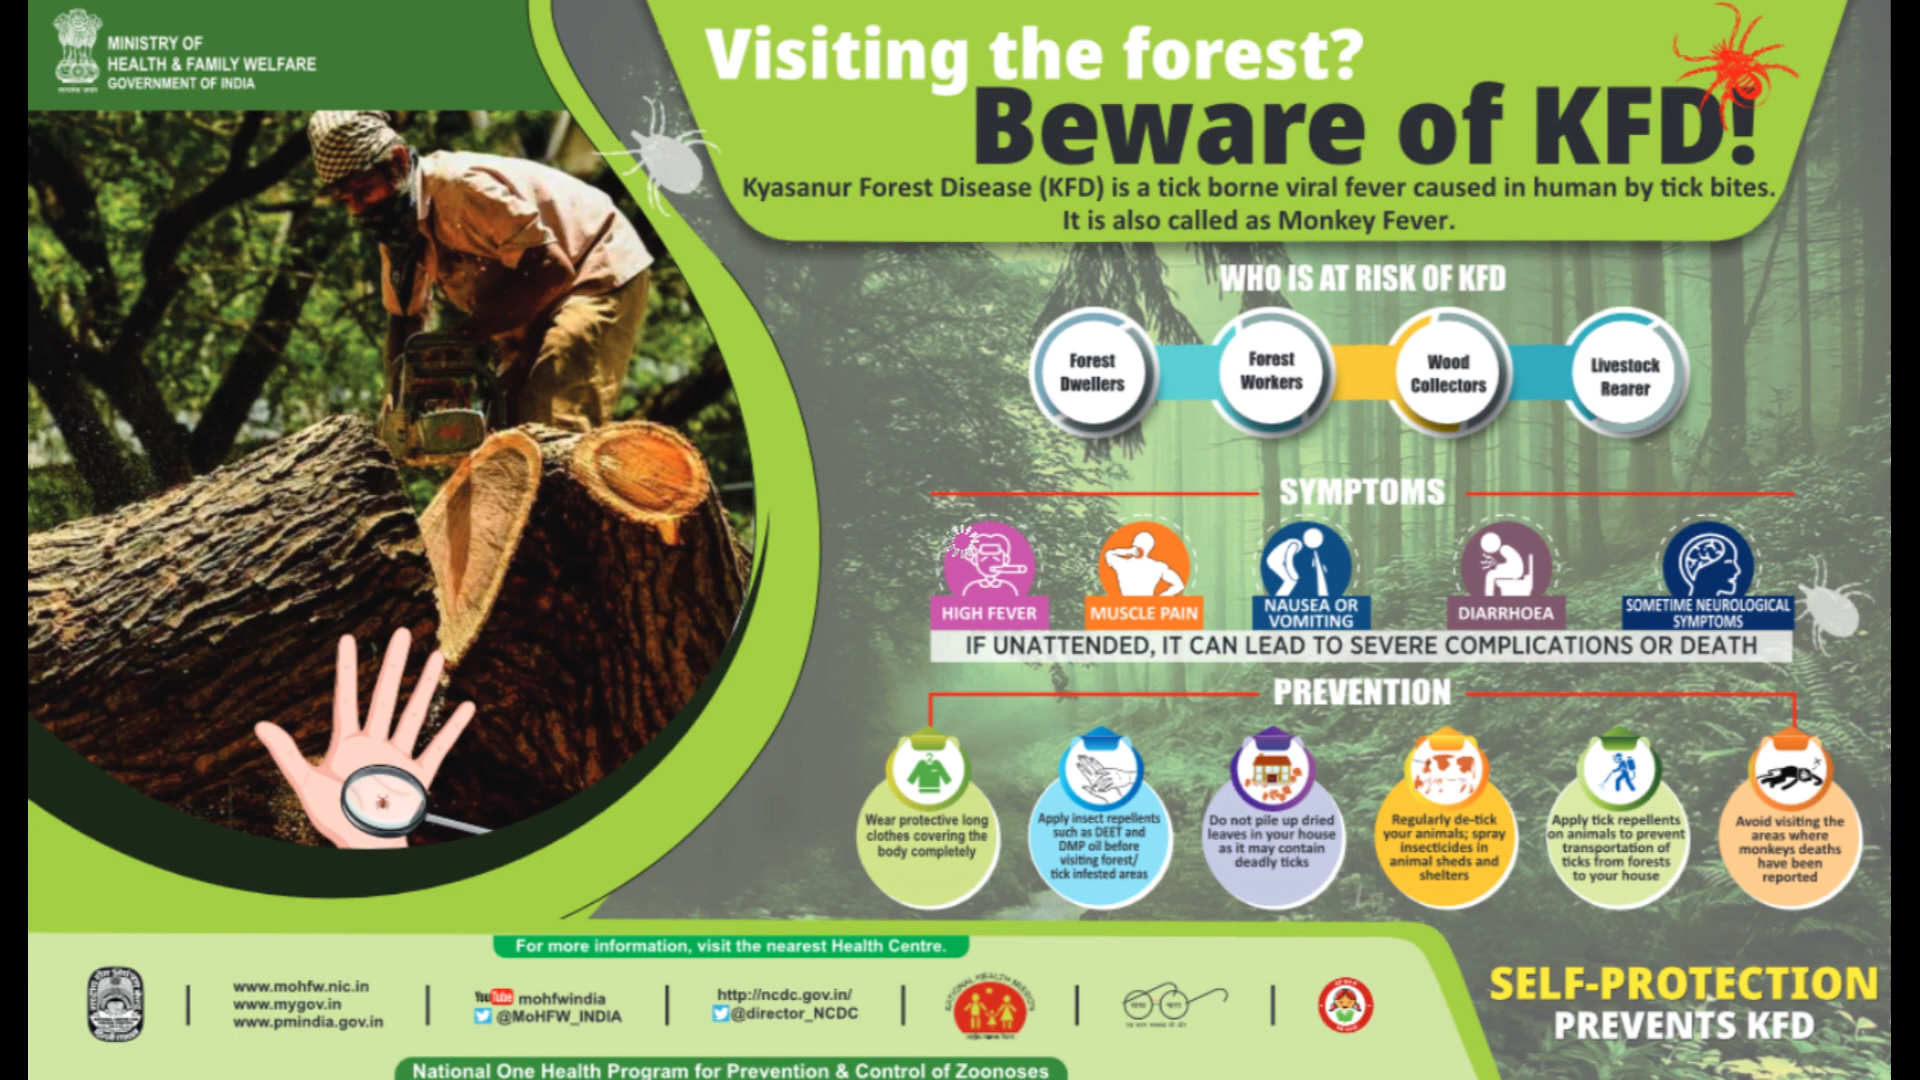 MINISTRY OF
HEALTH & FAMILY WELFARE
GOVERNMENT OF INDIA
Visiting the forest?
Beware of KFD!
Kyasanur Forest Disease (KFD) is a tick borne viral fever caused in human by tick bites.
It is also called as Monkey Fever.
WHO IS AT RISK OF KFD
Forest
Dwellers
Forest
Workers
Wood
Collectors
Livestock
Rearer
SYMPTOMS
HIGH FEVER
MUSCLE PAIN
NAUSEA OR
VOMITING
DIARRHOEA
SOMETIME NEUROLOGICAL
SYMPTOMS
IF UNATTENDED, IT CAN LEAD TO SEVERE COMPLICATIONS OR DEATH
PREVENTION
Wear protective long
clothes covering the
body completely
Apply insect repellents
such as DEET and
DMP oil before
visiting forest/
tick infested areas
Do not pile up dried
leaves in your house
as it may contain
deadly ticks
Regularly de-tick
your animals; spray
insecticides in
animal sheds and
shelters
Apply tick repellents
on animals to prevent
transportation of
ticks from forests
to your house
Avoid visiting the
areas where
monkeys deaths
have been
reported
For more information, visit the nearest Health Centre.
www.mohfw.nic.in
www.mygov.in
www.pmindia.gov.in
YouTube mohfwindia
@MoHFW_INDIA
http://ncdc.gov.in/
@director_NCDC
NATIONAL HEALTH MISSION
SELF-PROTECTION
PREVENTS KFD
National One Health Program for Prevention & Control of Zoonoses